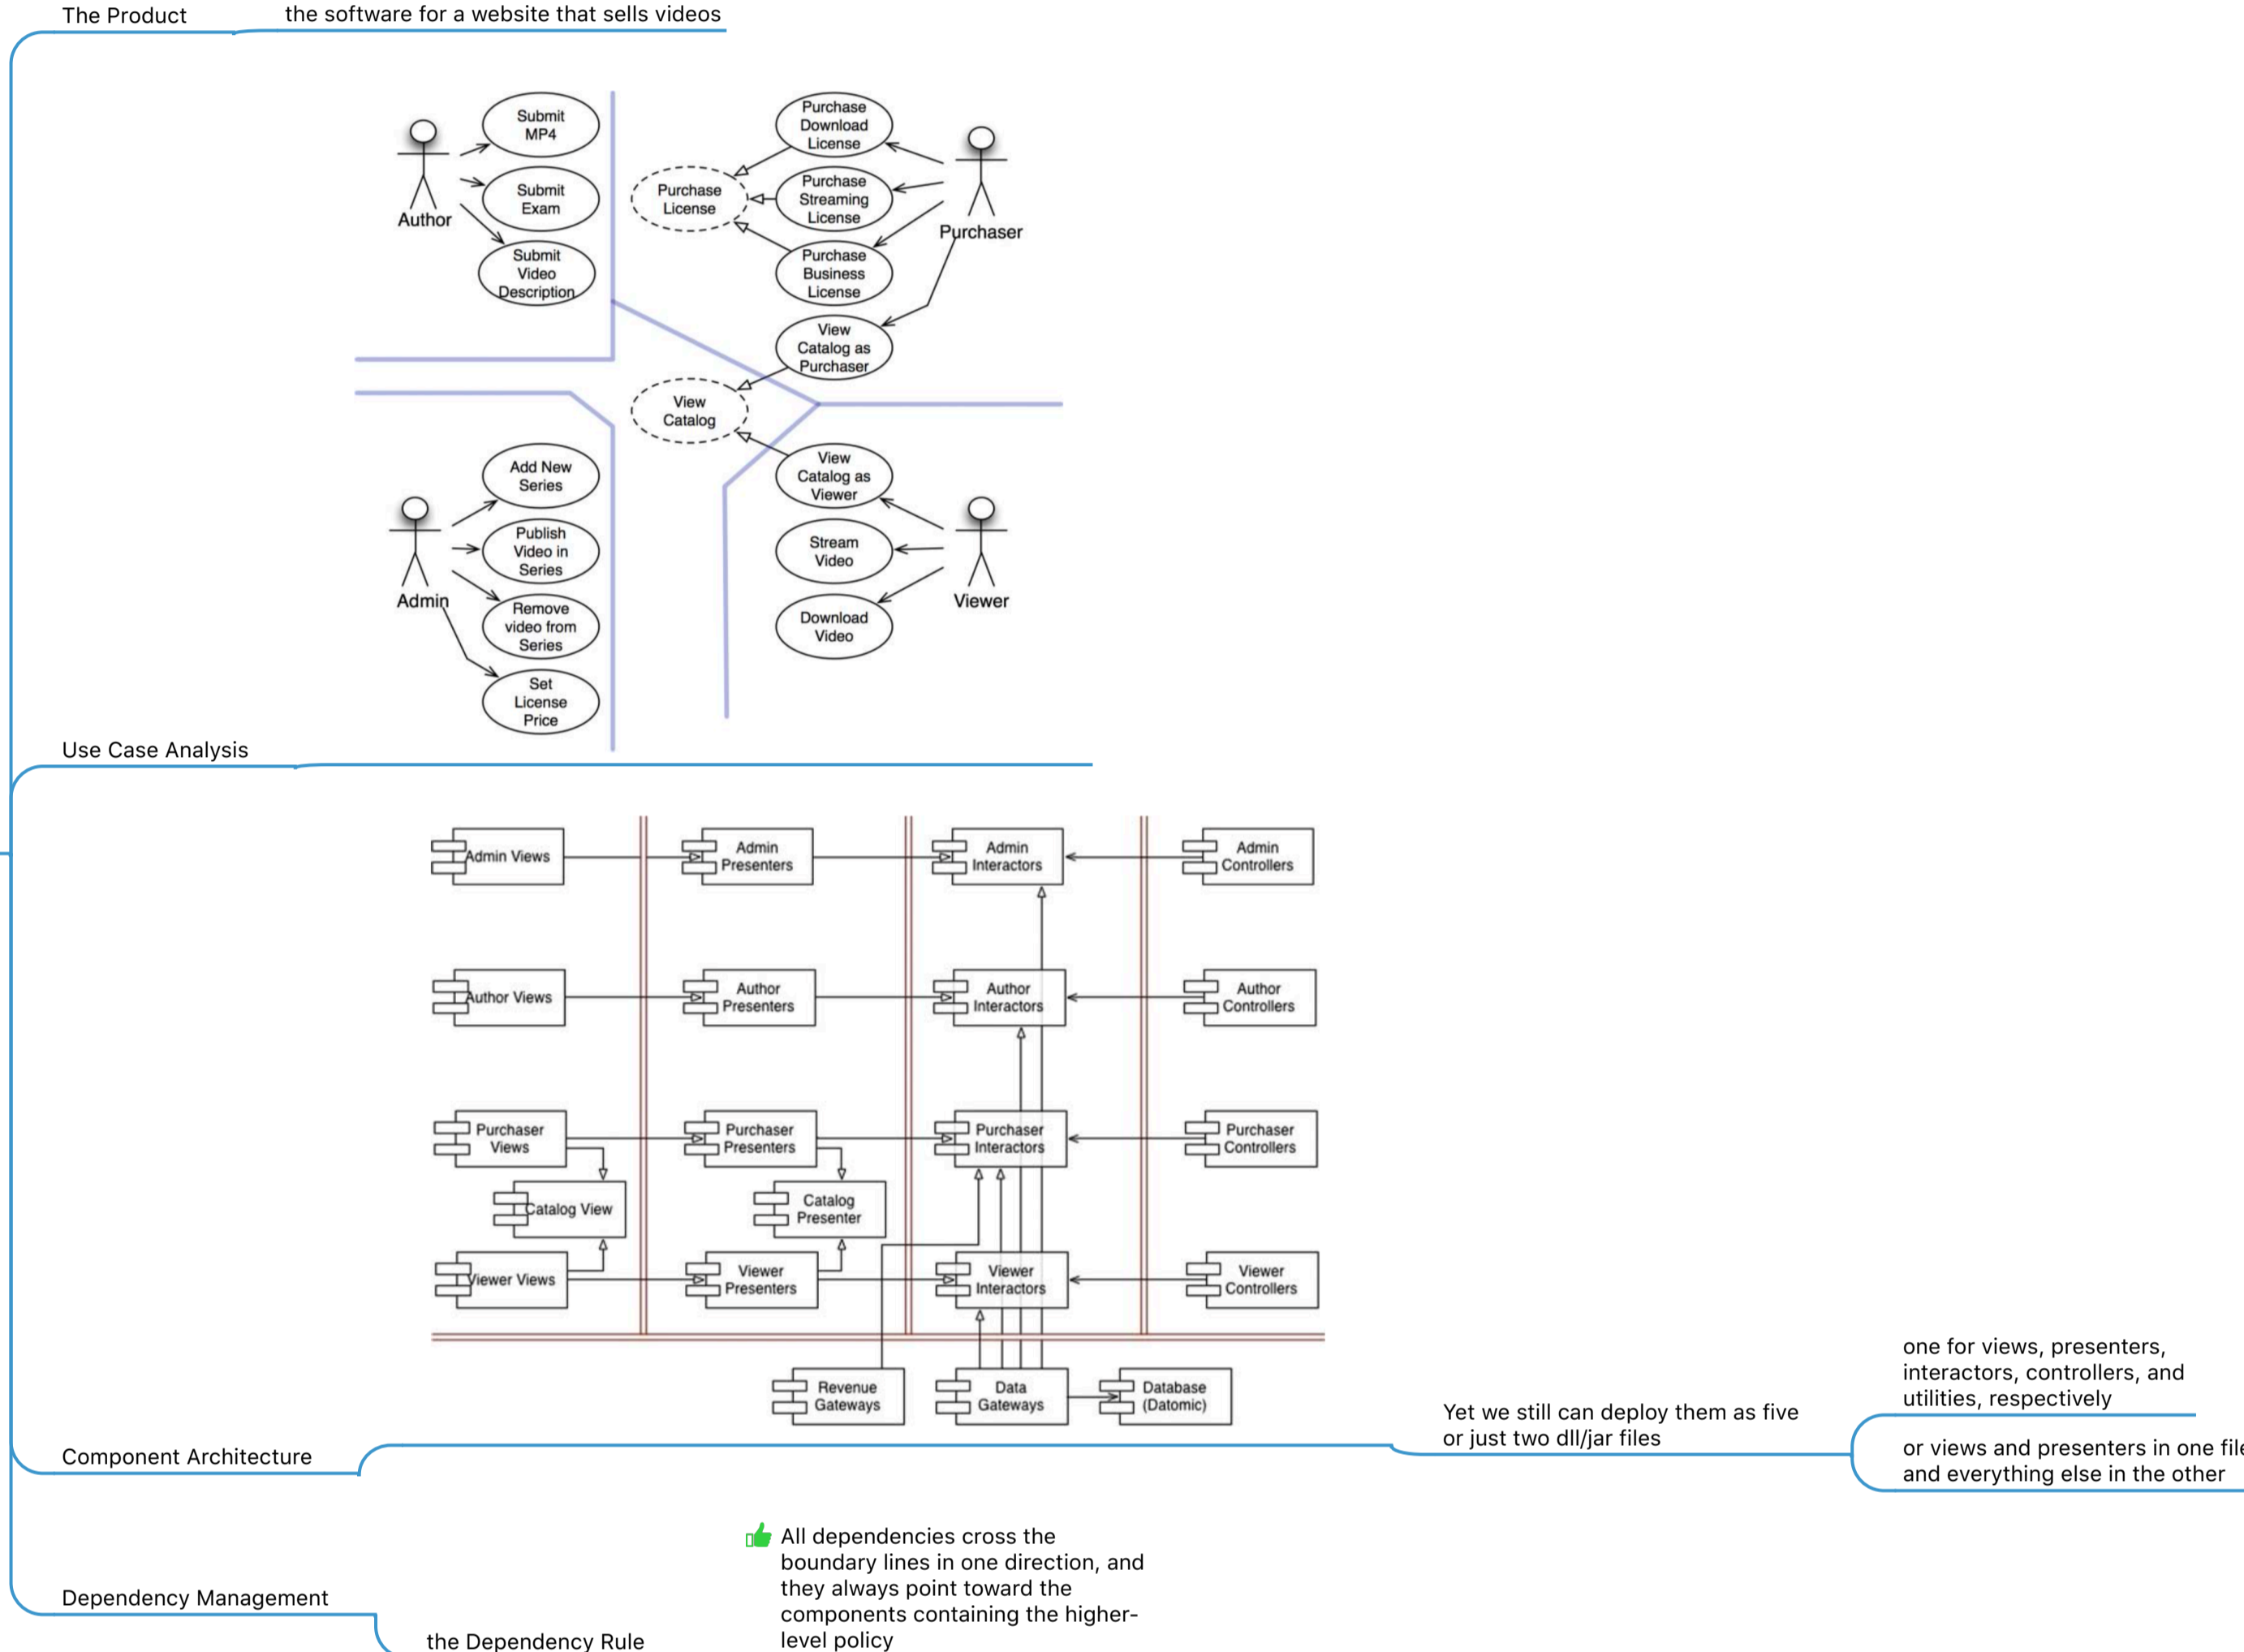 The Product
the software for a website that sells videos
Submit
MP4
Submit
Exam
Submit
Video
Description
Author
Purchase
License
Purchase
Download
License
Purchase
Streaming
License
Purchase
Business
License
View
Catalog as
Purchaser
Purchaser
View
Catalog
Add New
Series
Publish
Video in
Series
Remove
video from
Series
Set
License
Price
Admin
View
Catalog as
Viewer
Stream
Video
Download
Video
Viewer
Use Case Analysis
Admin Views
Admin
Presenters
Admin
Interactors
Admin
Controllers
Author Views
Author
Presenters
Author
Interactors
Author
Controllers
Purchaser
Views
Purchaser
Presenters
Purchaser
Interactors
Purchaser
Controllers
Catalog View
Catalog
Presenter
Viewer Views
Viewer
Presenters
Viewer
Interactors
Viewer
Controllers
Revenue
Gateways
Data
Gateways
Database
(Datomic)
Component Architecture
Yet we still can deploy them as five
or just two dll/jar files
one for views, presenters,
interactors, controllers, and
utilities, respectively
or views and presenters in one file
and everything else in the other
Dependency Management
the Dependency Rule
All dependencies cross the
boundary lines in one direction, and
they always point toward the
components containing the higher-
level policy